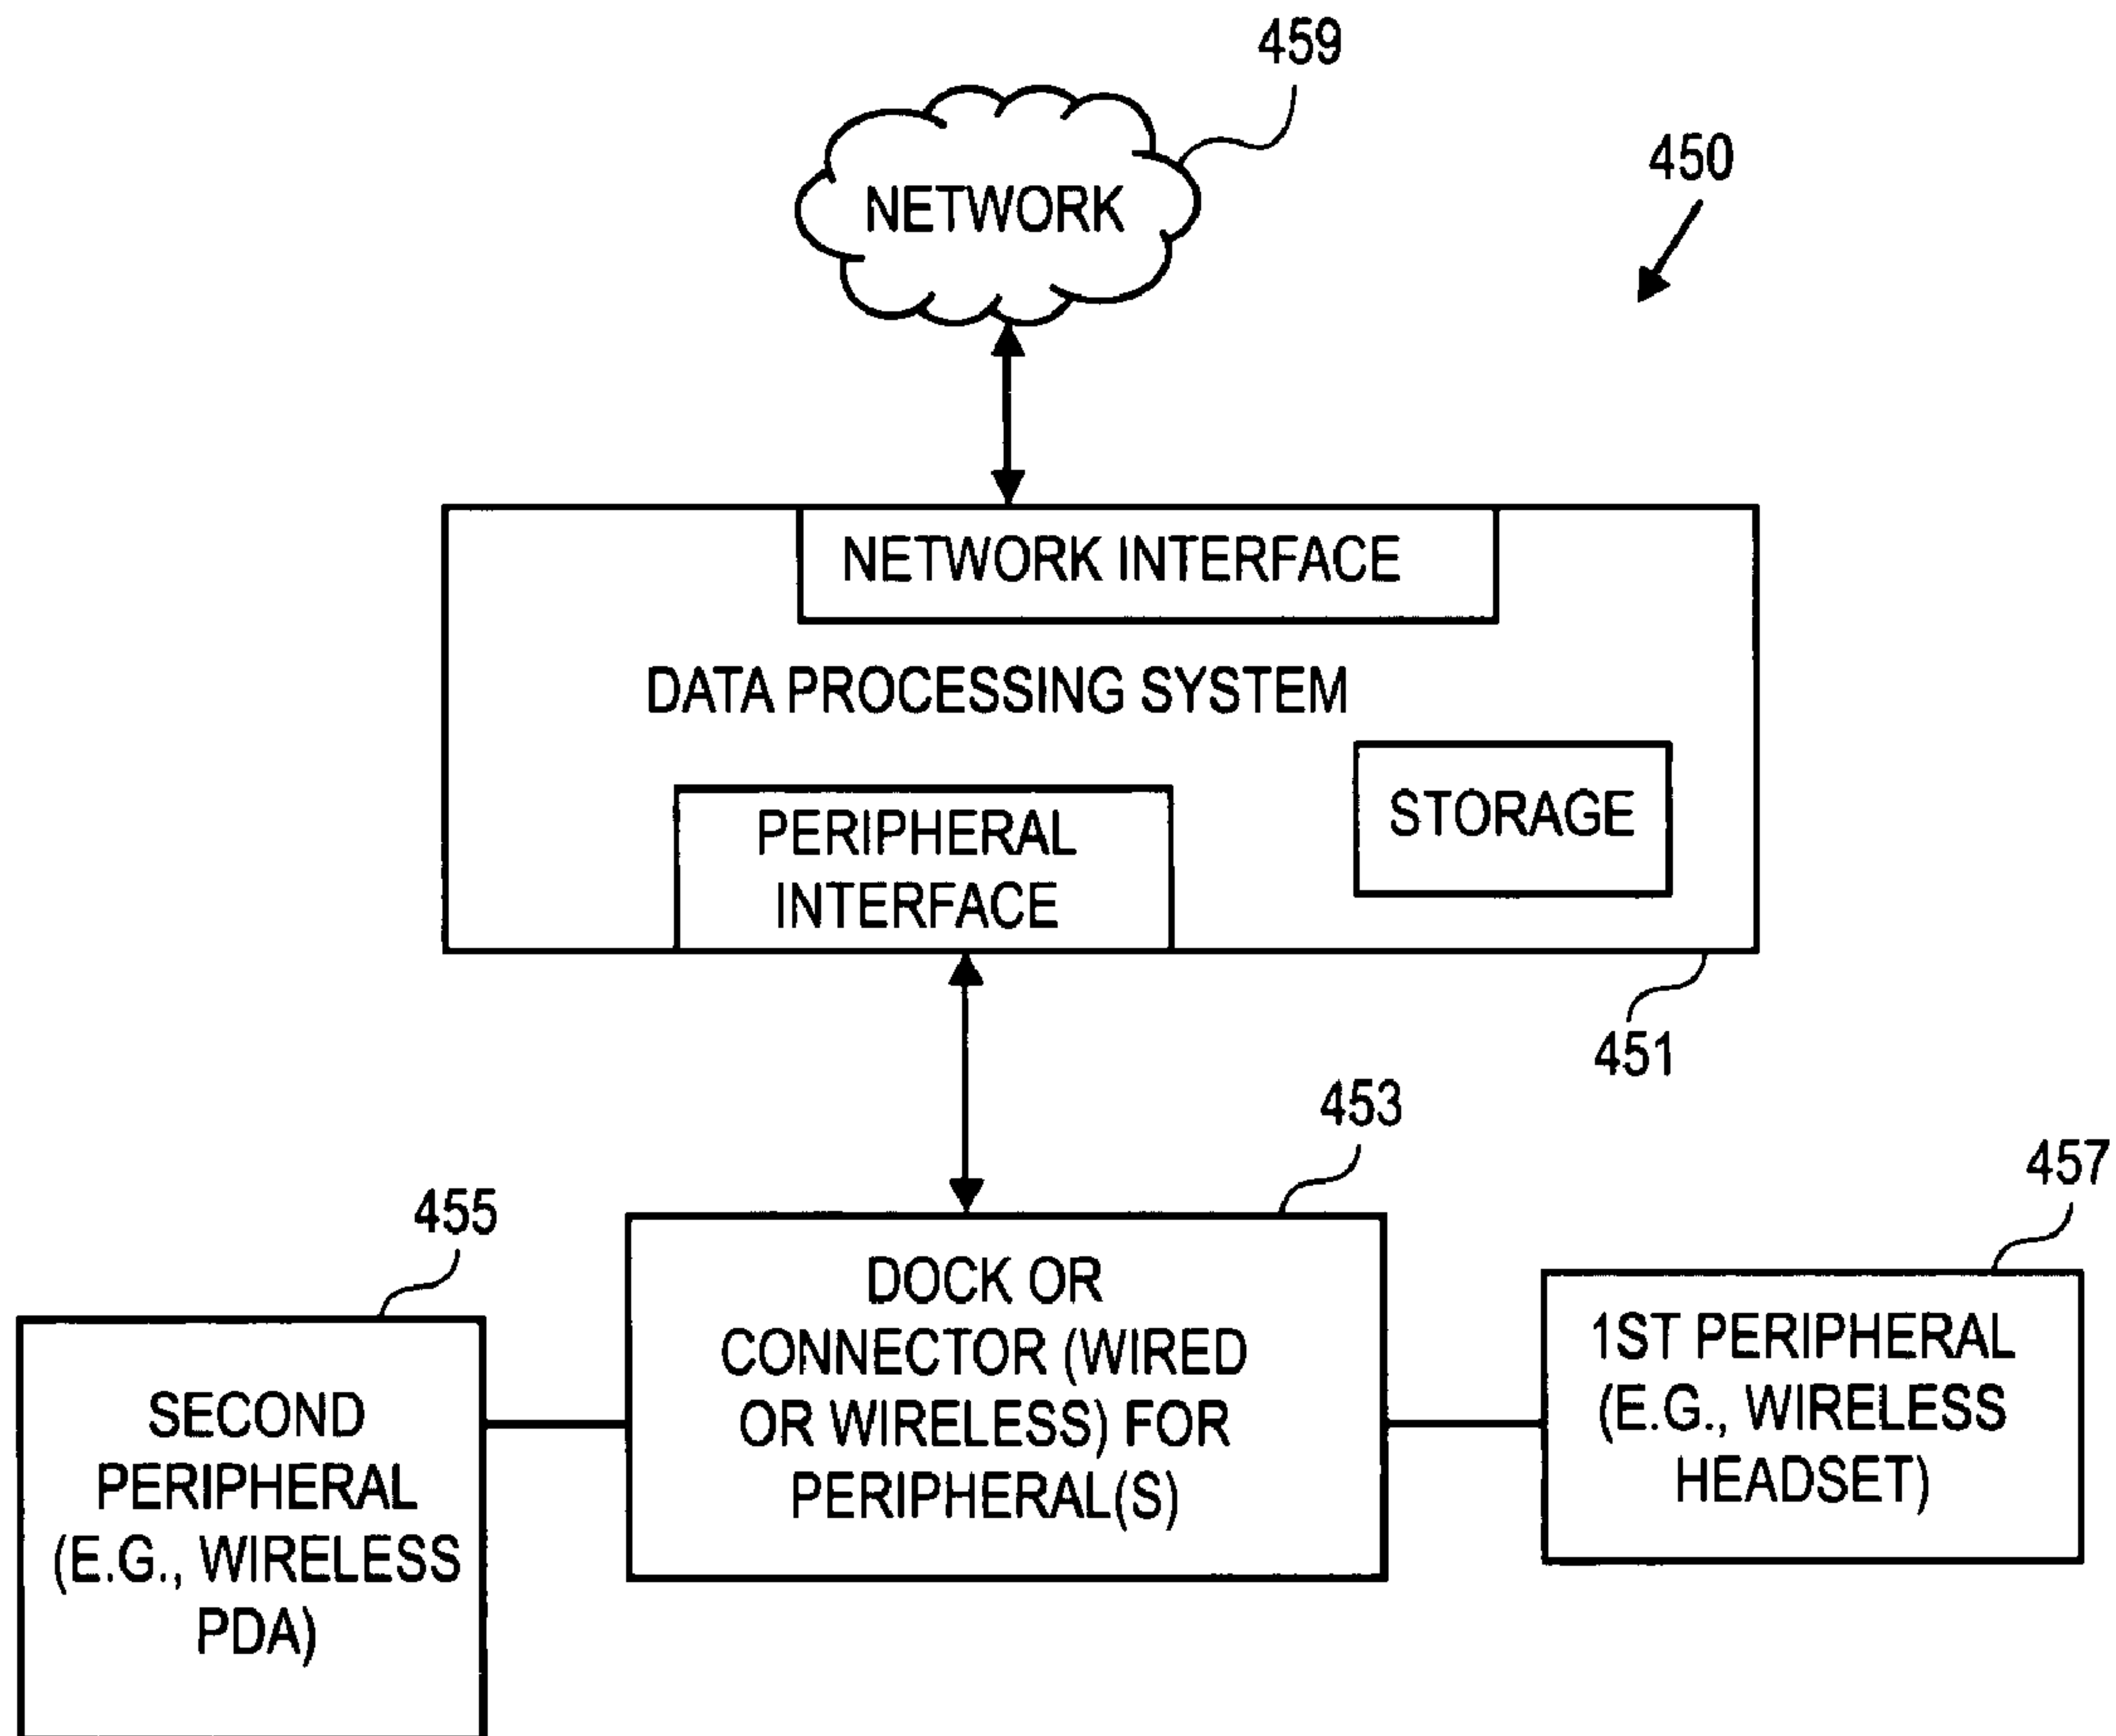 459
450
NETWORK
NETWORK INTERFACE
DATA PROCESSING SYSTEM
STORAGE
PERIPHERAL
INTERFACE
451
453
457
455
DOCK OR
CONNECTOR (WIRED
OR WIRELESS) FOR
PERIPHERAL(S)
1ST PERIPHERAL
(E.G., WIRELESS
HEADSET)
SECOND
PERIPHERAL
(E.G., WIRELESS
PDA)